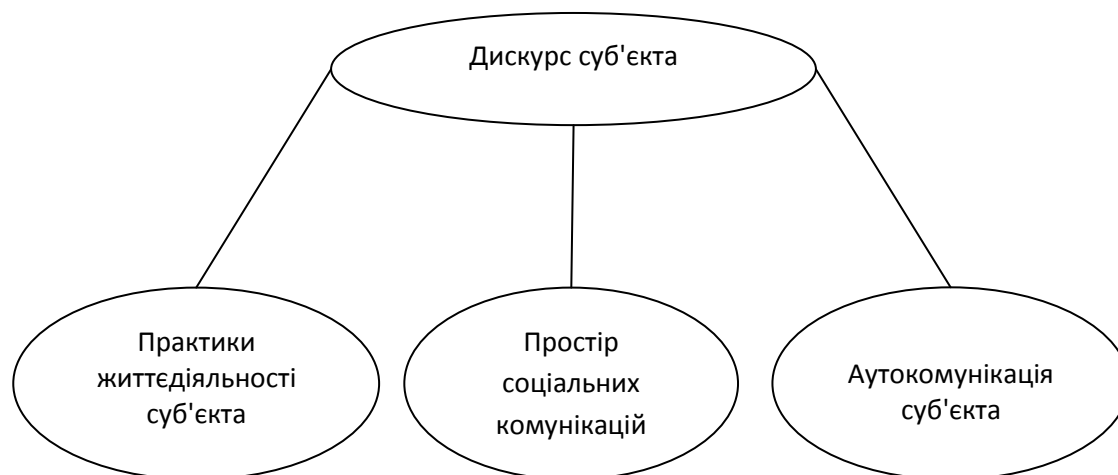 Дискурс суб'єкта
Практики
життєдіяльності
суб'єкта
Простір
соціальних
комунікацій
Аутокомунікація
суб'єкта